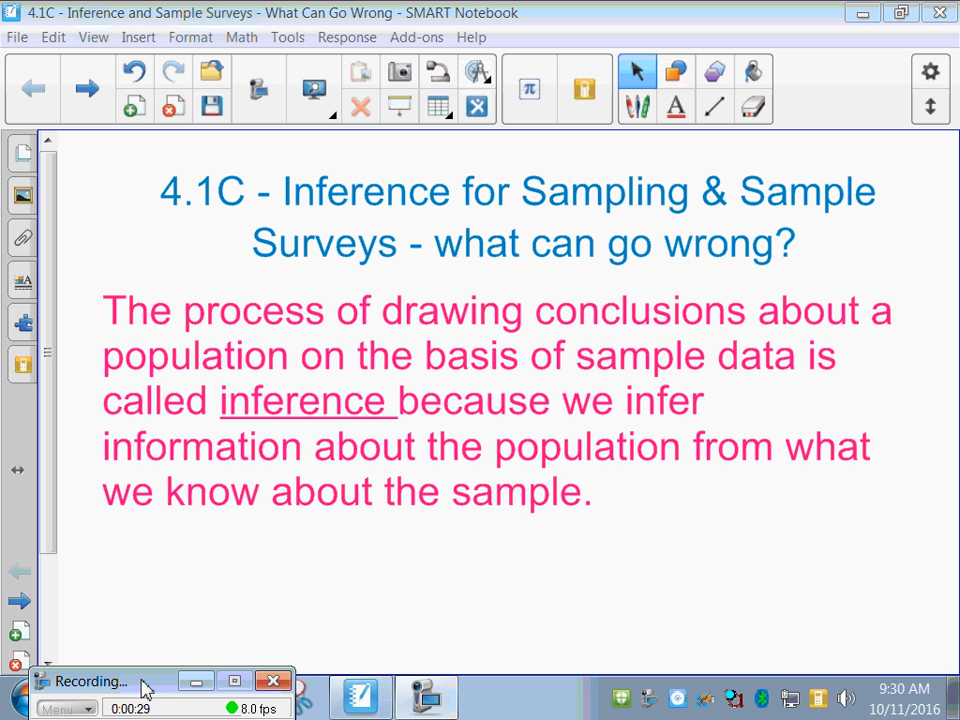 4.1C - Inference and Sample Surveys - What Can Go Wrong - SMART Notebook
File Edit View Insert Format Math Tools Response Add-ons Help
4.1C - Inference for Sampling & Sample
Surveys - what can go wrong?
The process of drawing conclusions about a
population on the basis of sample data is
called inference because we infer
information about the population from what
we know about the sample.
Recording...
Menu 0:00:29 8.0 fps
9:30 AM
10/11/2016